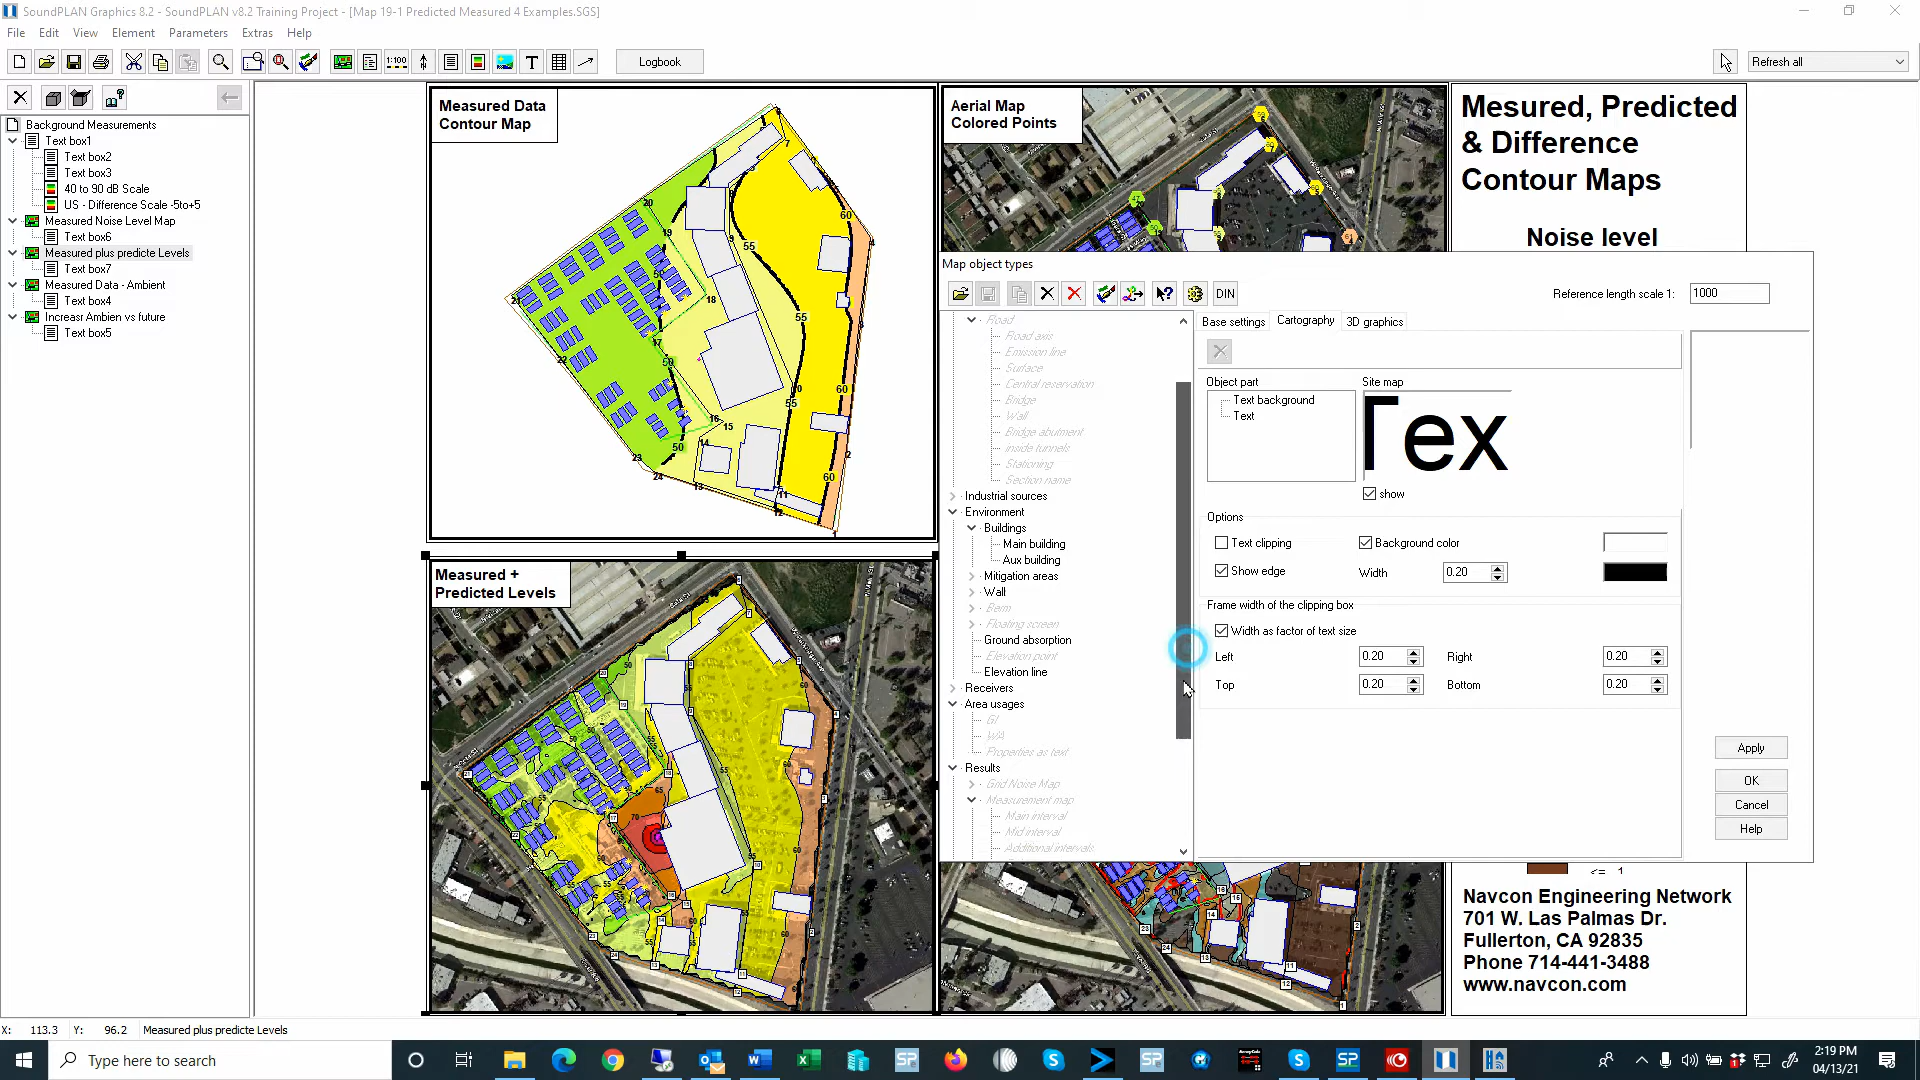 SoundPLAN Graphics 8.2 - SoundPLAN v8.2 Training Project - [Map 19-1 Predicted Measured 4 Examples.SGS]
File Edit View Element Parameters Extras Help
1:100
Logbook
Refresh all
Background Measurements
Text box1
Text box2
Text box3
40 to 90 dB Scale
US - Difference Scale -5to+5
Measured Noise Level Map
Text box6
Measured plus predicte Levels
Text box7
Measured Data - Ambient
Text box4
Increasr Ambien vs future
Text box5
Measured Data
Contour Map
Aerial Map
Colored Points
Mesured, Predicted
& Difference
Contour Maps
Noise level
Measured +
Predicted Levels
Map object types
DIN
Reference length scale 1: 1000
Road
Road axis
Emission line
Surface
Central reservation
Bridge
Wall
Bridge abutment
inside tunnels
Stationing
Section name
Industrial sources
Environment
Buildings
Main building
Aux building
Mitigation areas
Wall
Berm
Floating screen
Ground absorption
Elevation point
Elevation line
Receivers
Area usages
GI
WA
Properties as text
Results
Grid Noise Map
Measurement map
Main interval
Mid interval
Additional intervals
Base settings Cartography 3D graphics
Object part
Text background
Text
Site map
Tex
show
Options
Text clipping
Background color
Show edge
Width 0.20
Frame width of the clipping box
Width as factor of text size
Left 0.20 Right 0.20
Top 0.20 Bottom 0.20
Apply
OK
Cancel
Help
<= 1
Navcon Engineering Network
701 W. Las Palmas Dr.
Fullerton, CA 92835
Phone 714-441-3488
www.navcon.com
X: 113.3 Y: 96.2 Measured plus predicte Levels
Type here to search
2:19 PM
04/13/21